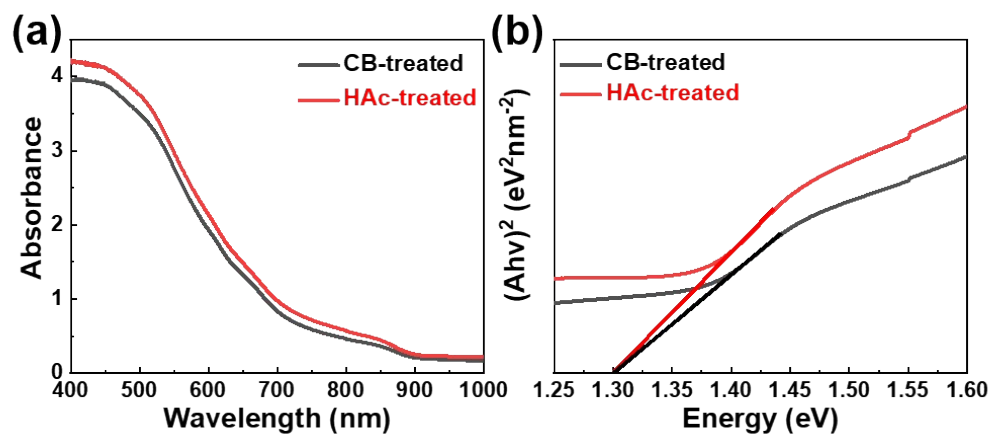 (a)
CB-treated
HAc-treated
Absorbance
4
3
2
1
0
400 500 600 700 800 900 1000
Wavelength (nm)
(b)
CB-treated
HAc-treated
(Ahv)² (eV²nm⁻²)
1.25 1.30 1.35 1.40 1.45 1.50 1.55 1.60
Energy (eV)